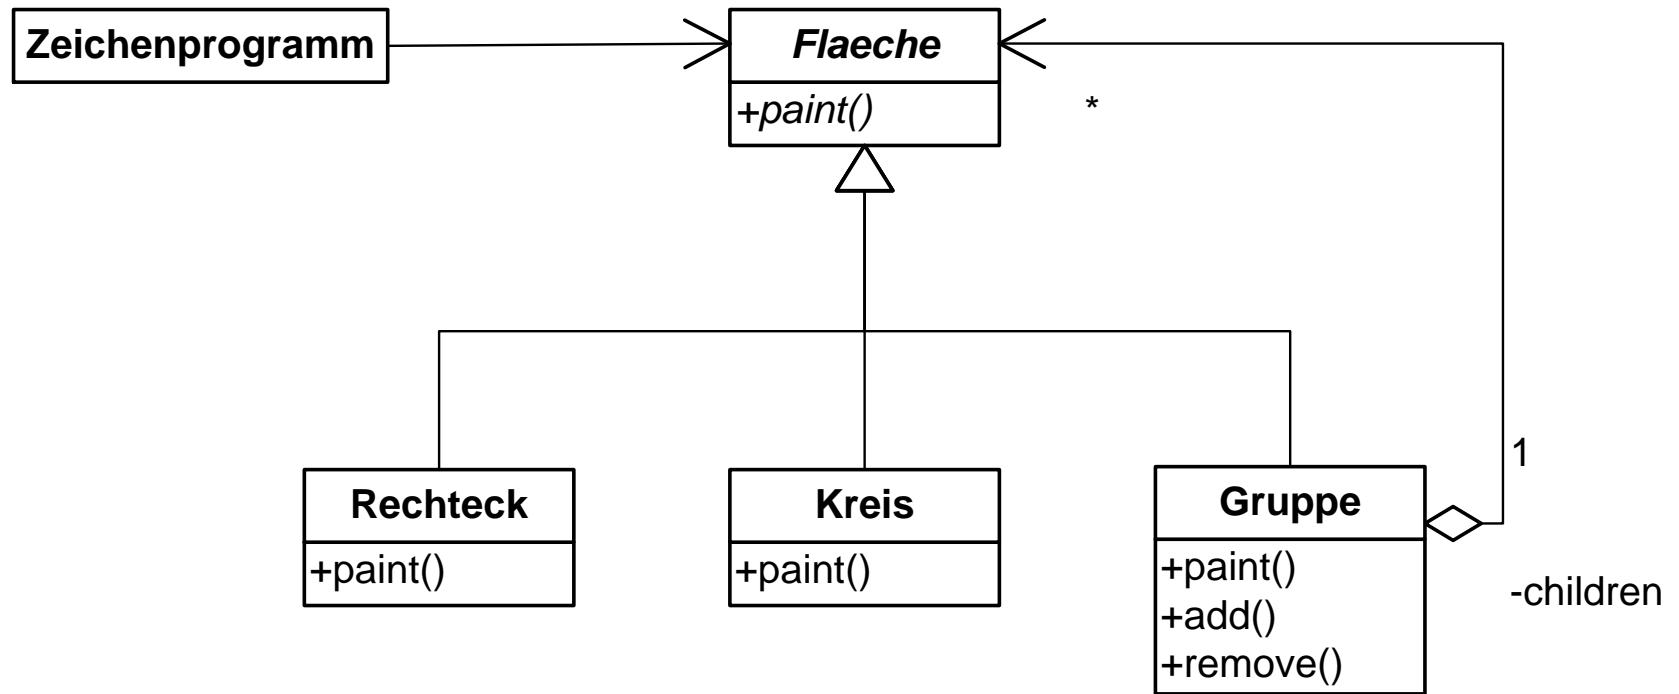 Zeichenprogramm
Flaeche
+paint()
*
1
Rechteck
+paint()
Kreis
+paint()
Gruppe
+paint()
+add()
+remove()
-children